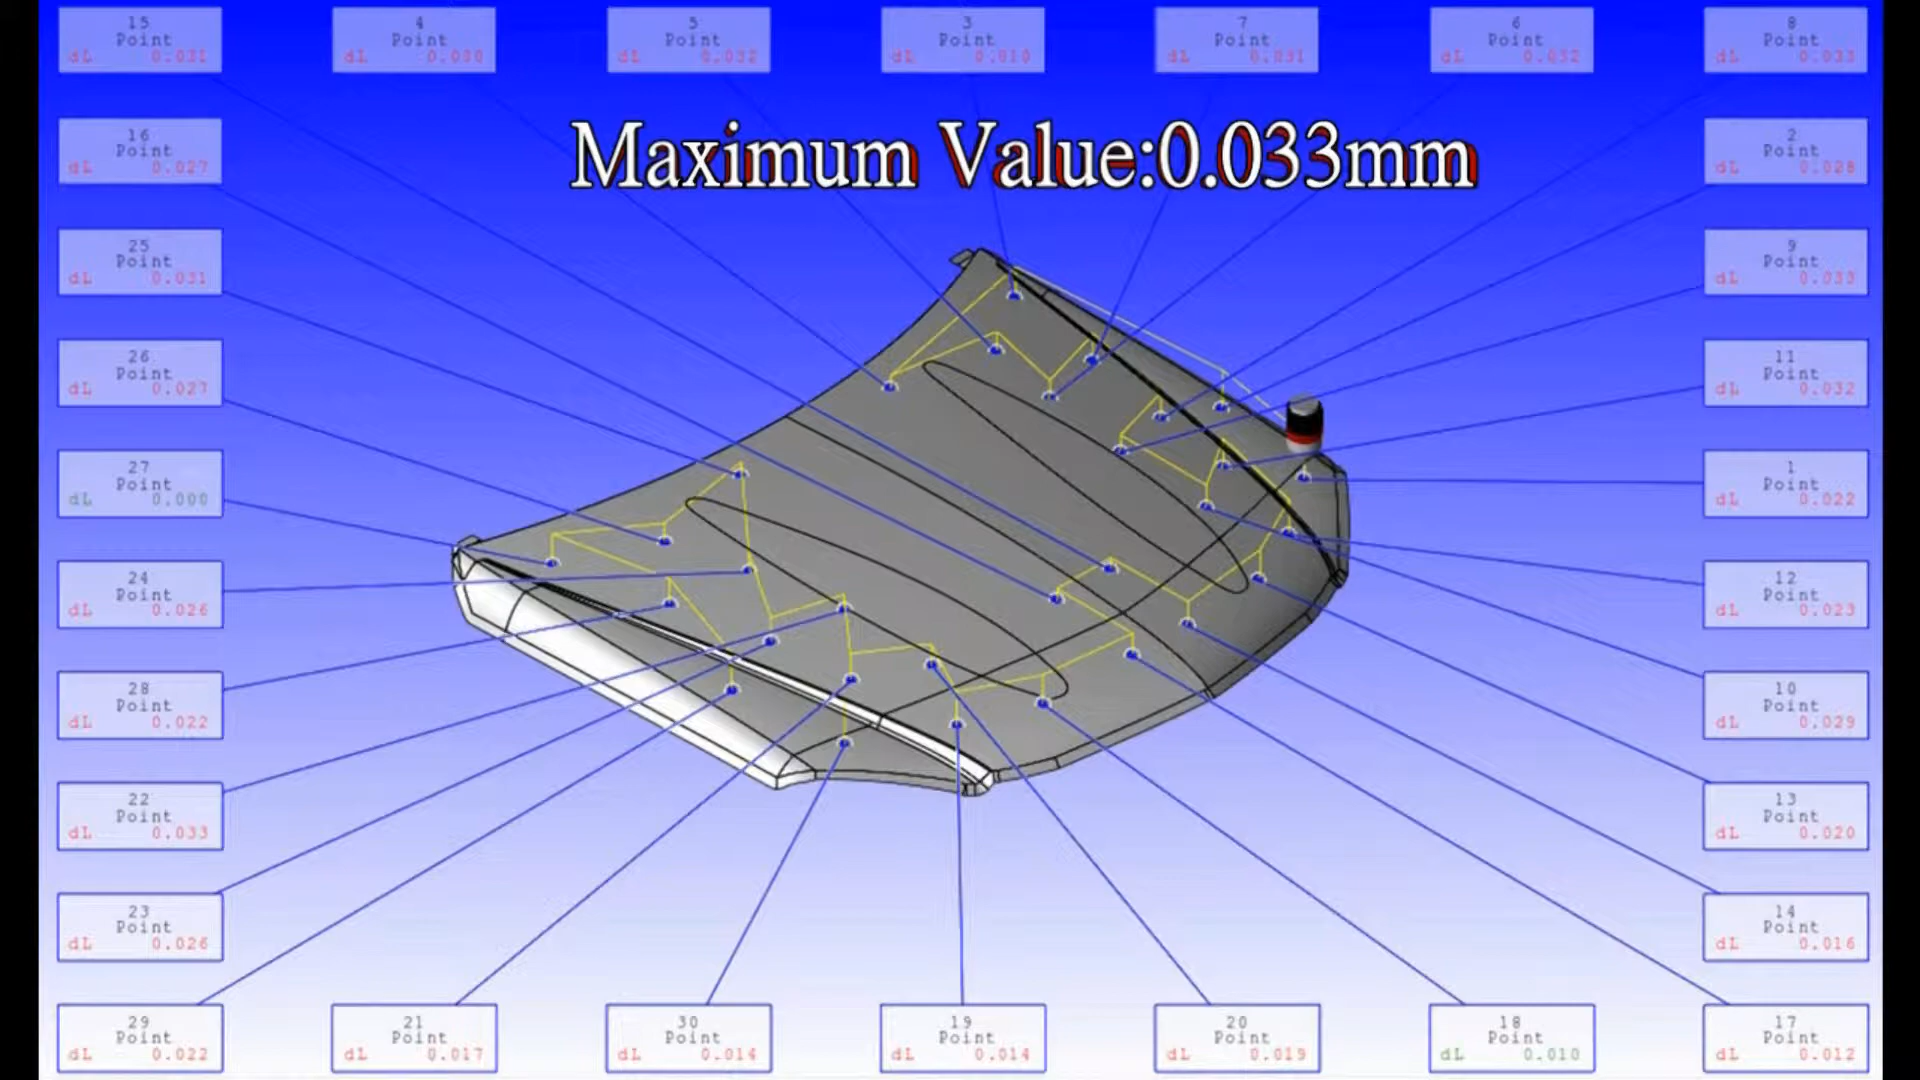 15
Point
dL 0.031
4
Point
dL
5
Point
dL 0.032
3
Point
dL 0.010
7
Point
dL 0.031
6
Point
dL 0.032
8
Point
dL 0.033
Maximum Value:0.033mm
16
Point
dL 0.027
2
Point
dL 0.028
25
Point
dL 0.031
9
Point
dL 0.033
26
Point
dL 0.027
11
Point
dL 0.032
27
Point
dL 0.000
1
Point
dL 0.022
24
Point
dL 0.026
12
Point
dL 0.023
28
Point
dL 0.022
10
Point
dL 0.029
22
Point
dL 0.033
13
Point
dL 0.020
23
Point
dL 0.026
14
Point
dL 0.016
29
Point
dL 0.022
21
Point
dL 0.017
30
Point
dL 0.014
19
Point
dL 0.014
20
Point
dL 0.019
18
Point
dL 0.010
17
Point
dL 0.012